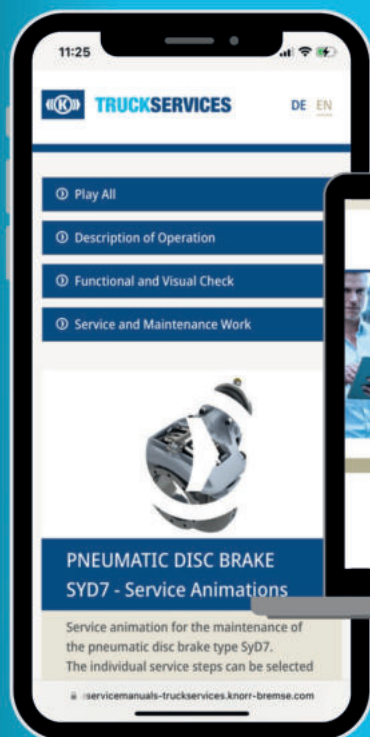 11:25
K TRUCKSERVICES DE EN
Play All
Description of Operation
Functional and Visual Check
Service and Maintenance Work
PNEUMATIC DISC BRAKE
SYD7 - Service Animations
Service animation for the maintenance of
the pneumatic disc brake type SyD7.
The individual service steps can be selected
servicemanuals-truckservices.knorr-bremse.com